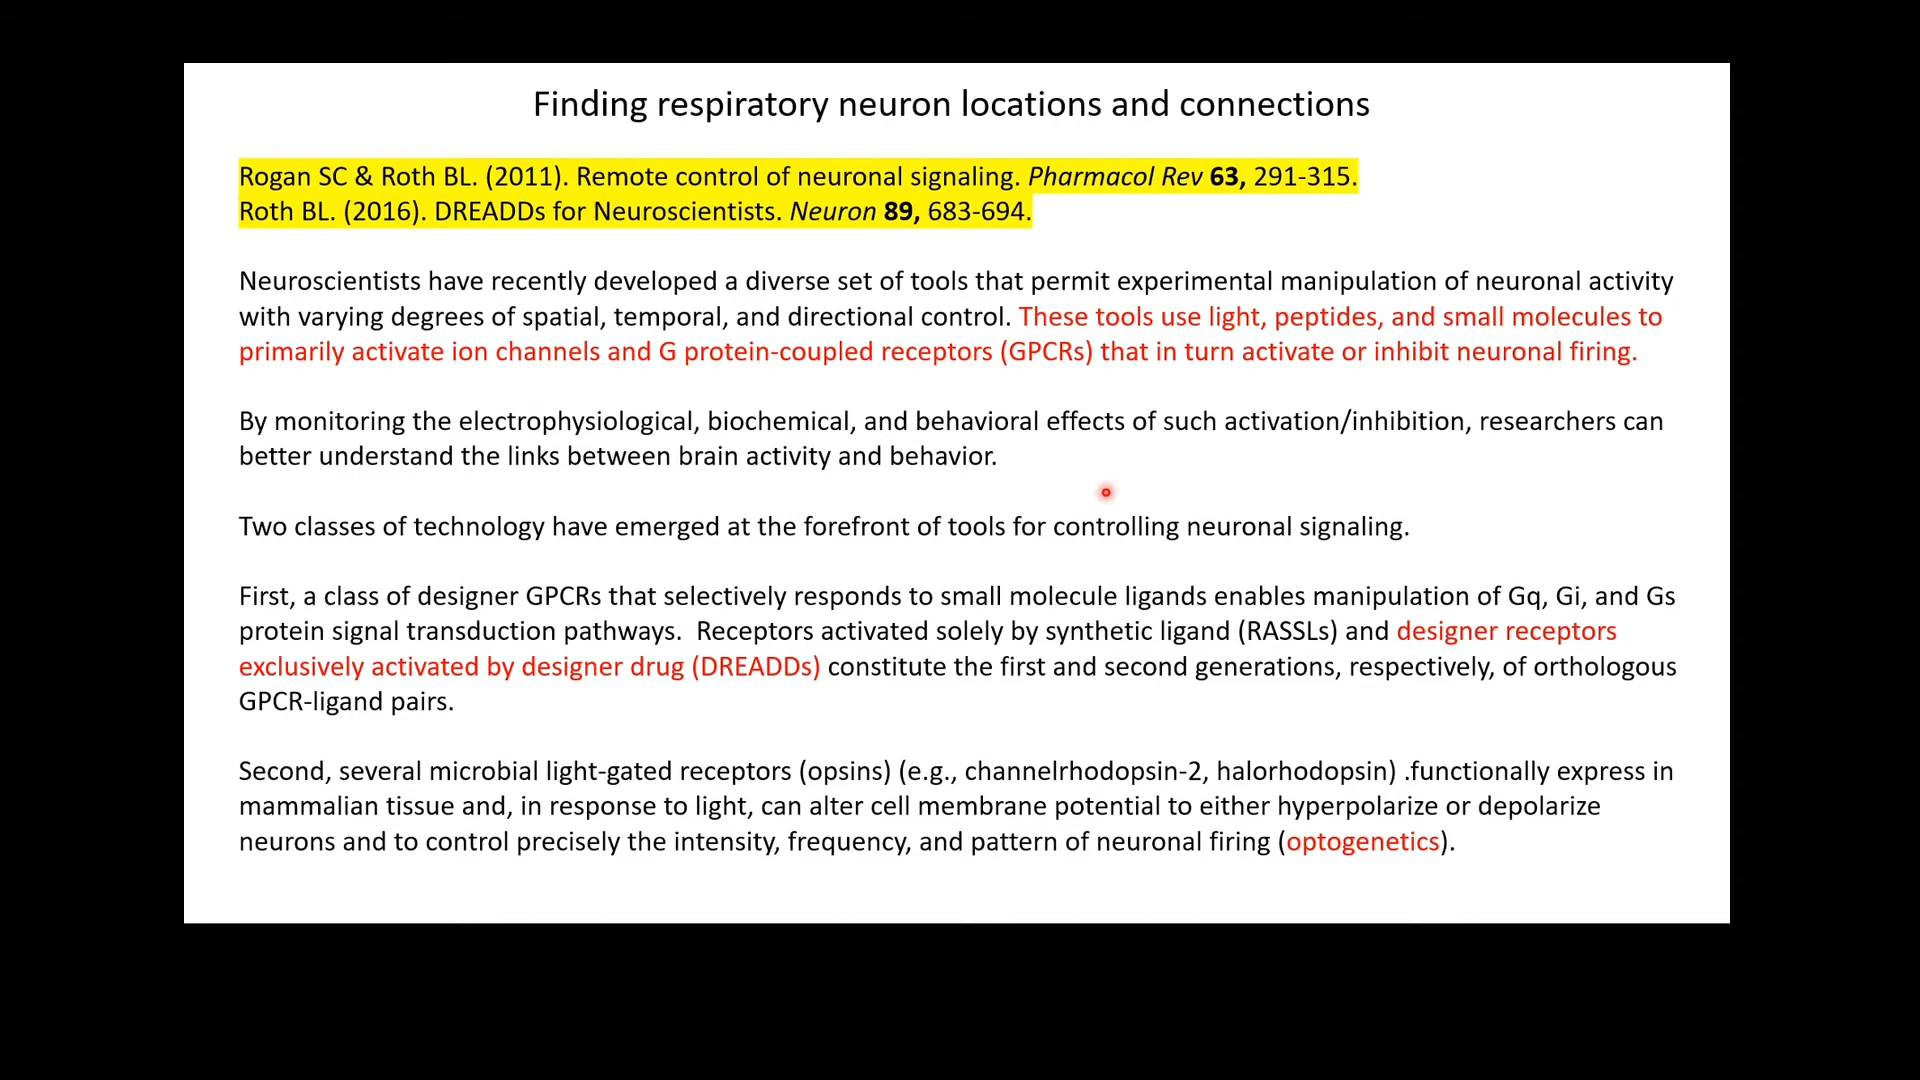 Finding respiratory neuron locations and connections
Rogan SC & Roth BL. (2011). Remote control of neuronal signaling. Pharmacol Rev 63, 291-315.
Roth BL. (2016). DREADDs for Neuroscientists. Neuron 89, 683-694.
Neuroscientists have recently developed a diverse set of tools that permit experimental manipulation of neuronal activity
with varying degrees of spatial, temporal, and directional control. These tools use light, peptides, and small molecules to
primarily activate ion channels and G protein-coupled receptors (GPCRs) that in turn activate or inhibit neuronal firing.
By monitoring the electrophysiological, biochemical, and behavioral effects of such activation/inhibition, researchers can
better understand the links between brain activity and behavior.
Two classes of technology have emerged at the forefront of tools for controlling neuronal signaling.
First, a class of designer GPCRs that selectively responds to small molecule ligands enables manipulation of Gq, Gi, and Gs
protein signal transduction pathways.  Receptors activated solely by synthetic ligand (RASSLs) and designer receptors
exclusively activated by designer drug (DREADDs) constitute the first and second generations, respectively, of orthologous
GPCR-ligand pairs.
Second, several microbial light-gated receptors (opsins) (e.g., channelrhodopsin-2, halorhodopsin) .functionally express in
mammalian tissue and, in response to light, can alter cell membrane potential to either hyperpolarize or depolarize
neurons and to control precisely the intensity, frequency, and pattern of neuronal firing (optogenetics).